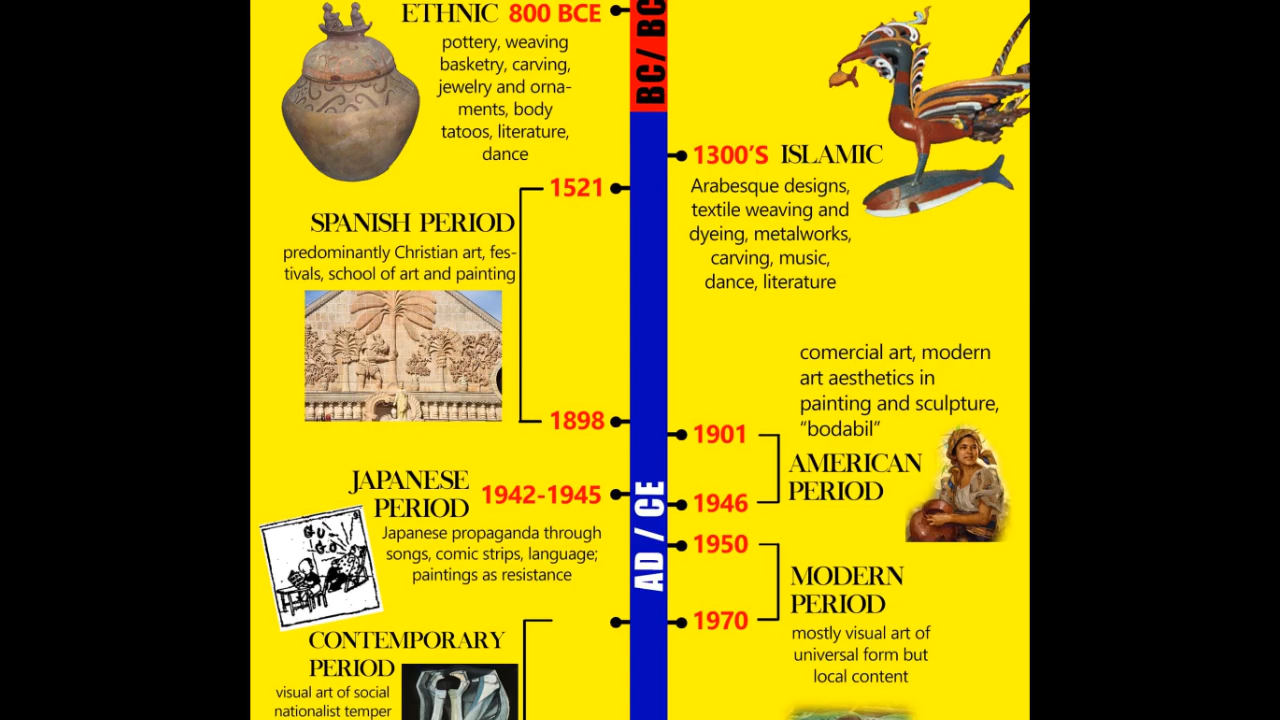 ETHNIC 800 BCE
pottery, weaving
basketry, carving,
jewelry and orna-
ments, body
tatoos, literature,
dance
BC/ BC
1300'S ISLAMIC
Arabesque designs,
textile weaving and
dyeing, metalworks,
carving, music,
dance, literature
1521
SPANISH PERIOD
predominantly Christian art, fes-
tivals, school of art and painting
1898
comercial art, modern
art aesthetics in
painting and sculpture,
"bodabil"
1901
AMERICAN
PERIOD
1946
JAPANESE
PERIOD 1942-1945
Japanese propaganda through
songs, comic strips, language;
paintings as resistance
AD / CE
1950
MODERN
PERIOD
1970
mostly visual art of
universal form but
local content
CONTEMPORARY
PERIOD
visual art of social
nationalist temper